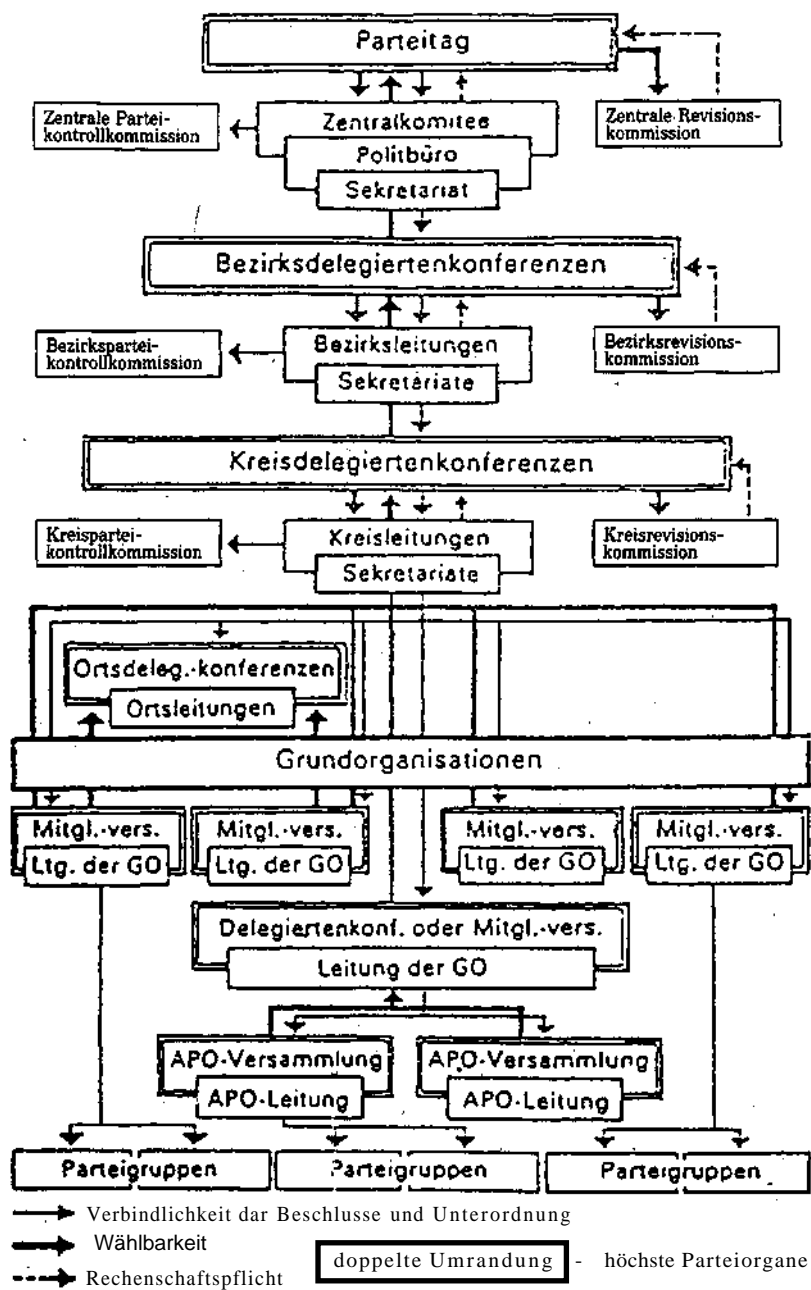 Parteitag
Zentrale Partei-
kontrollkommission
Zentralkomitee
Politbüro
Sekretariat
Zentrale Revisions-
kommission
Bezirksdelegiertenkonferenzen
Bezirkspartei-
kontrollkommission
Bezirksleitungen
Sekretariate
Bezirksrevisions-
kommission
Kreisdelegiertenkonferenzen
Kreispartei-
kontrollkommission
Kreisleitungen
Sekretariate
Kreisrevisions-
kommission
Ortsdeleg.-konferenzen
Ortsleitungen
Grundorganisationen
Mitgl.-vers. Mitgl.-vers. Mitgl.-vers. Mitgl.-vers.
Ltg. der GO Ltg. der GO Ltg. der GO Ltg. der GO
Delegiertenkonf. oder Mitgl.-vers.
Leitung der GO
APO-Versammlung APO-Versammlung
APO-Leitung APO-Leitung
Parteigruppen Parteigruppen Parteigruppen
Verbindlichkeit dar Beschlusse und Unterordnung
Wählbarkeit
doppelte Umrandung - höchste Parteiorgane
Rechenschaftspflicht